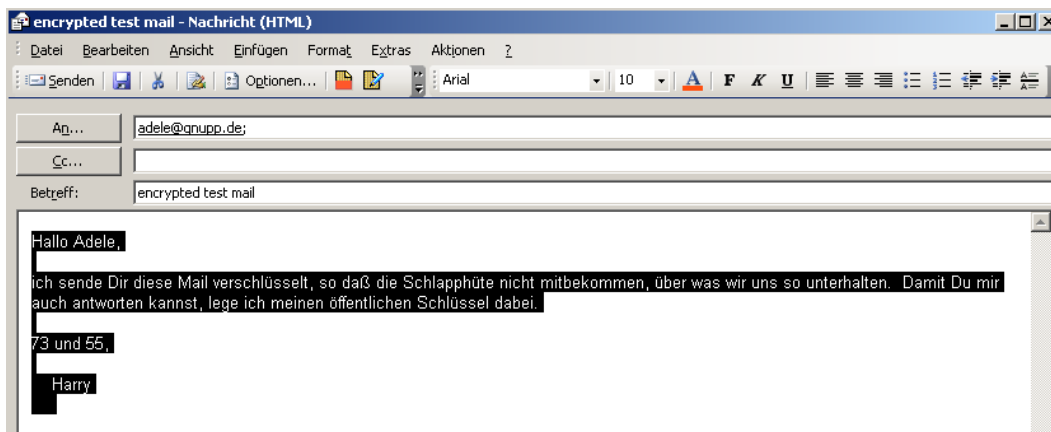 encrypted test mail - Nachricht (HTML)
Datei Bearbeiten Ansicht Einfügen Format Extras Aktionen ?
Senden Optionen... Arial 10 A F K U
An... adele@gnupp.de;
Cc...
Betreff: encrypted test mail
Hallo Adele,
ich sende Dir diese Mail verschlüsselt, so daß die Schlapphüte nicht mitbekommen, über was wir uns so unterhalten. Damit Du mir
auch antworten kannst, lege ich meinen öffentlichen Schlüssel dabei.
73 und 55,
Harry